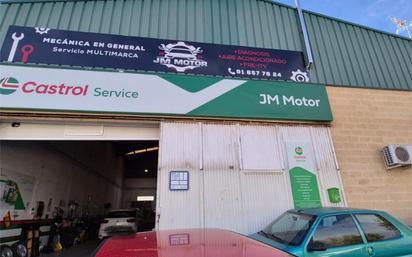 MECÁNICA EN GENERAL
Servicio MULTIMARCA
JM MOTOR
• DIAGNOSIS
• AIRE ACONDICIONADO
• PRE-ITV
91 857 78 24
Castrol Service
JM Motor